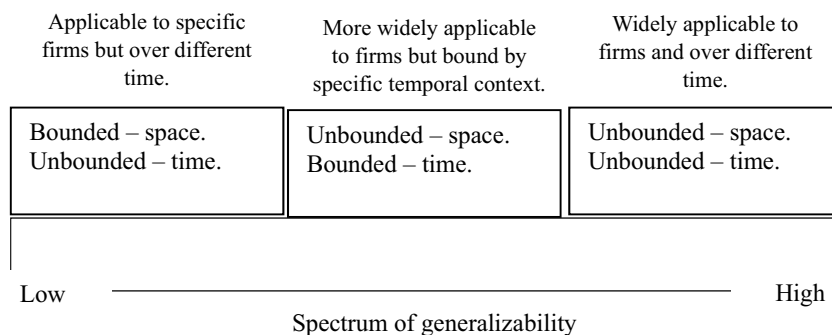 Applicable to specific
firms but over different
time.
More widely applicable
to firms but bound by
specific temporal context.
Widely applicable to
firms and over different
time.
Bounded – space.
Unbounded – time.
Unbounded – space.
Bounded – time.
Unbounded – space.
Unbounded – time.
Low
High
Spectrum of generalizability